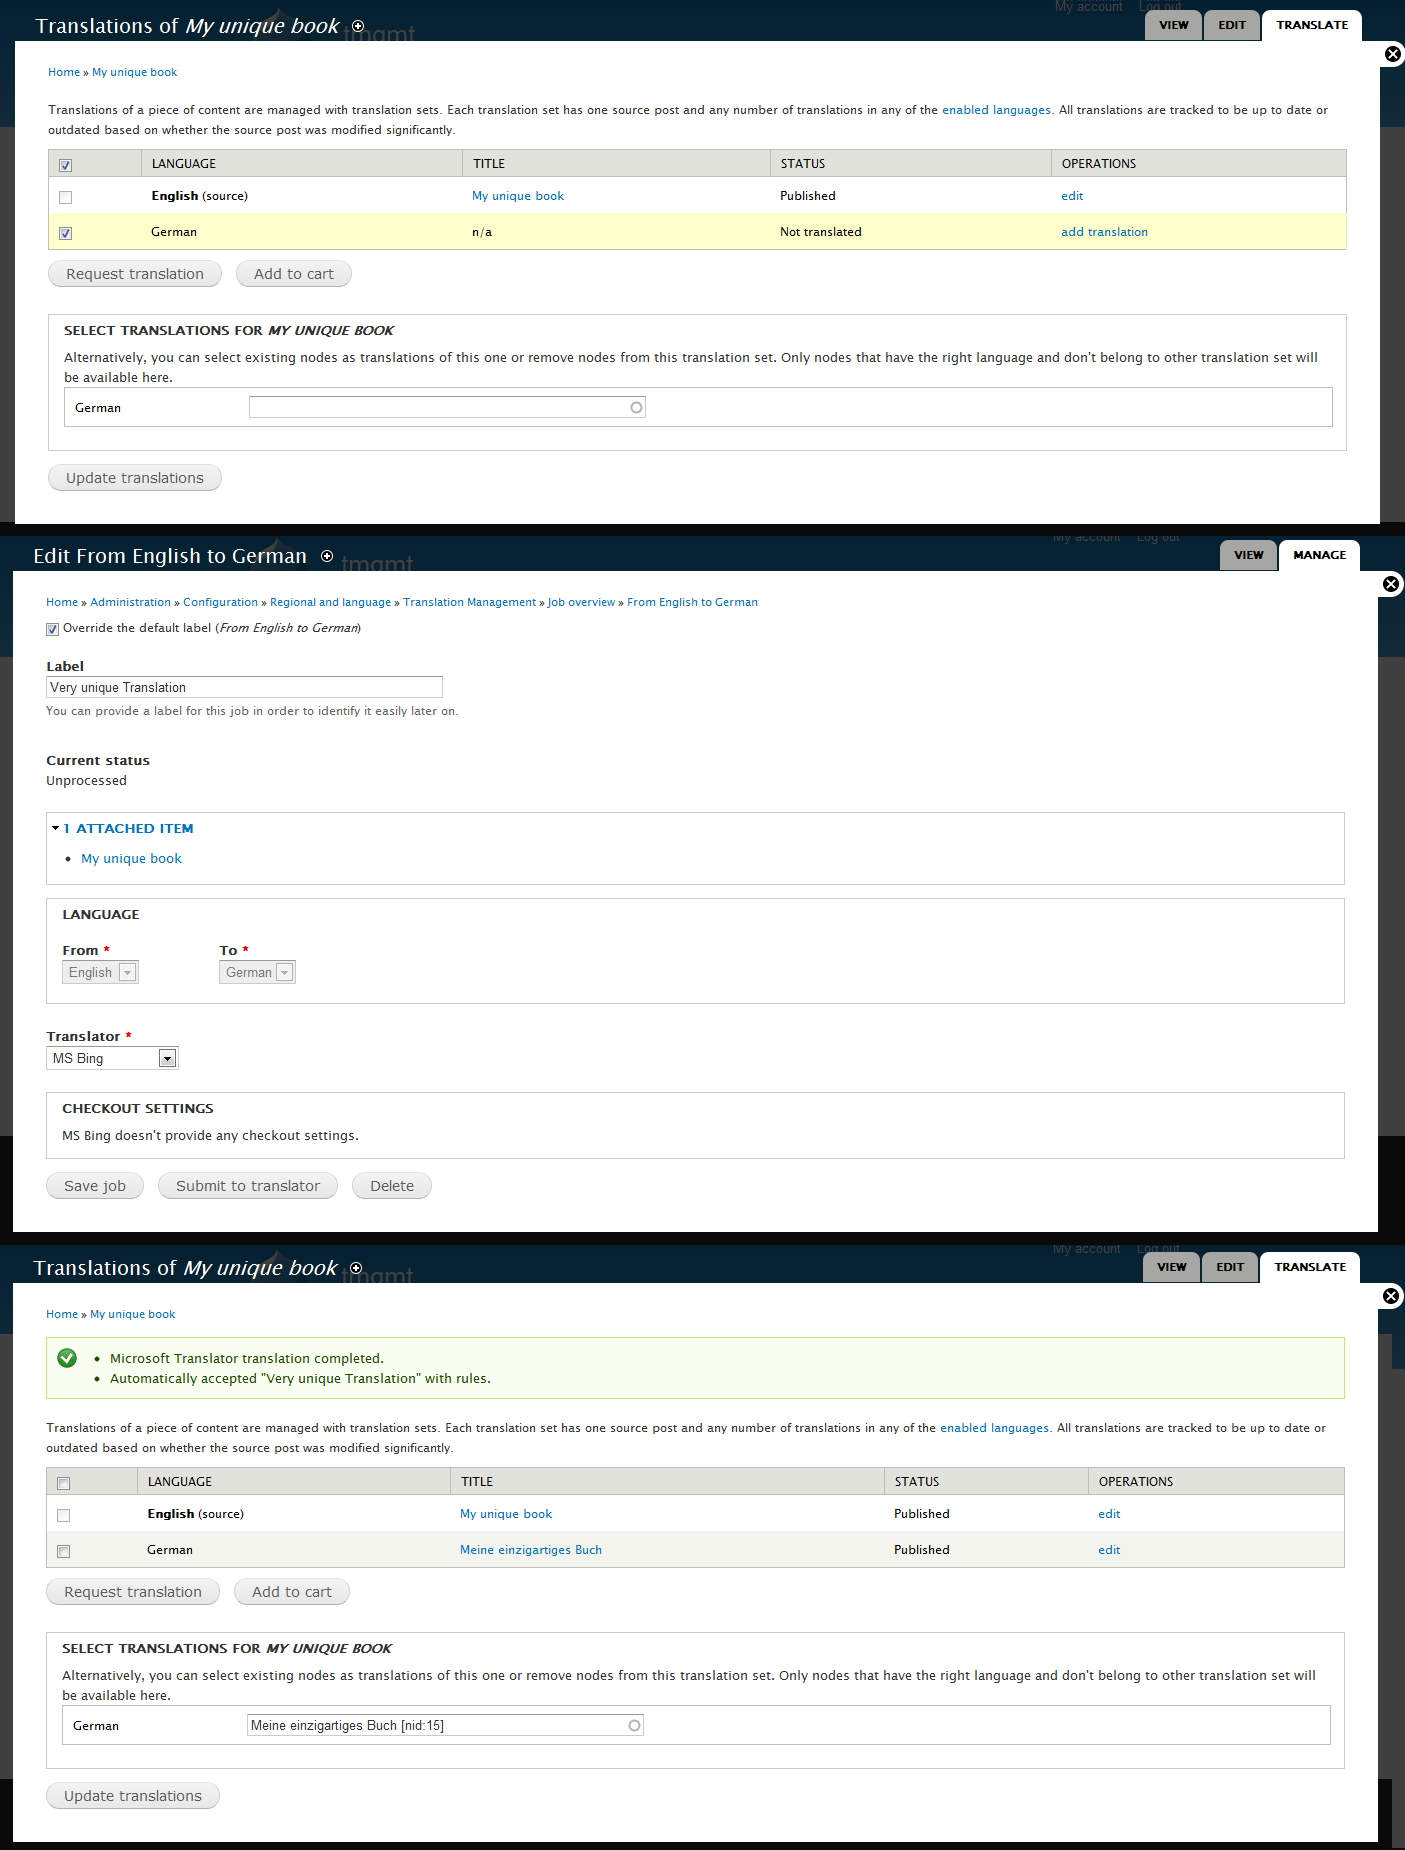 My account Log out
Translations of My unique book
tmgmt
VIEW EDIT TRANSLATE
Home » My unique book
Translations of a piece of content are managed with translation sets. Each translation set has one source post and any number of translations in any of the enabled languages. All translations are tracked to be up to date or
outdated based on whether the source post was modified significantly.
LANGUAGE TITLE STATUS OPERATIONS
English (source) My unique book Published edit
German n/a Not translated add translation
Request translation Add to cart
SELECT TRANSLATIONS FOR MY UNIQUE BOOK
Alternatively, you can select existing nodes as translations of this one or remove nodes from this translation set. Only nodes that have the right language and don't belong to other translation set will
be available here.
German
Update translations
My account Log out
Edit From English to German
tmgmt
VIEW MANAGE
Home » Administration » Configuration » Regional and language » Translation Management » Job overview » From English to German
Override the default label (From English to German)
Label
Very unique Translation
You can provide a label for this job in order to identify it easily later on.
Current status
Unprocessed
1 ATTACHED ITEM
• My unique book
LANGUAGE
From * To *
English German
Translator *
MS Bing
CHECKOUT SETTINGS
MS Bing doesn't provide any checkout settings.
Save job Submit to translator Delete
My account Log out
Translations of My unique book
tmgmt
VIEW EDIT TRANSLATE
Home » My unique book
• Microsoft Translator translation completed.
• Automatically accepted "Very unique Translation" with rules.
Translations of a piece of content are managed with translation sets. Each translation set has one source post and any number of translations in any of the enabled languages. All translations are tracked to be up to date or
outdated based on whether the source post was modified significantly.
LANGUAGE TITLE STATUS OPERATIONS
English (source) My unique book Published edit
German Meine einzigartiges Buch Published edit
Request translation Add to cart
SELECT TRANSLATIONS FOR MY UNIQUE BOOK
Alternatively, you can select existing nodes as translations of this one or remove nodes from this translation set. Only nodes that have the right language and don't belong to other translation set will
be available here.
German Meine einzigartiges Buch [nid:15]
Update translations